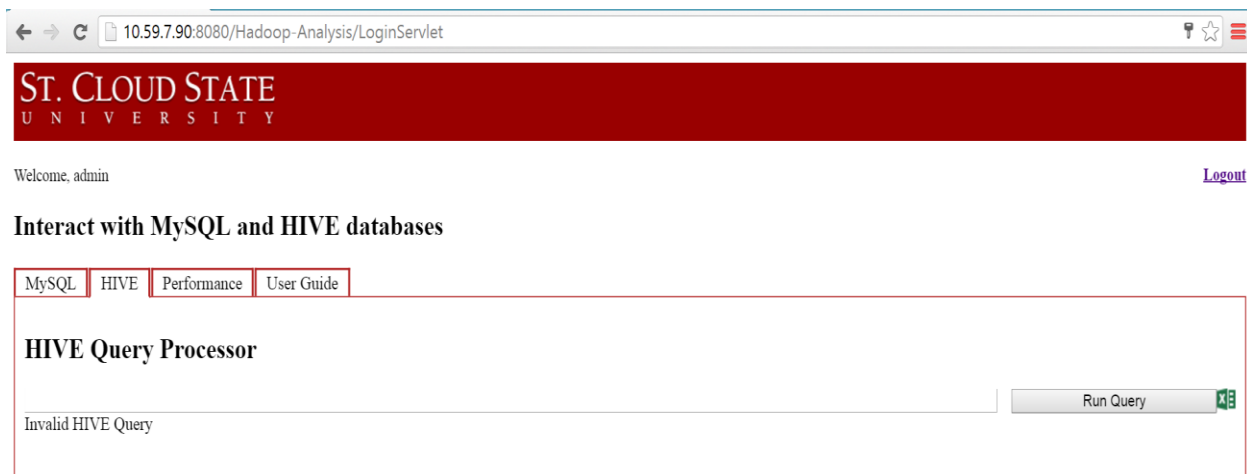 10.59.7.90:8080/Hadoop-Analysis/LoginServlet
ST. CLOUD STATE
UNIVERSITY
Welcome, admin
Logout
Interact with MySQL and HIVE databases
MySQL HIVE Performance User Guide
HIVE Query Processor
Run Query
Invalid HIVE Query